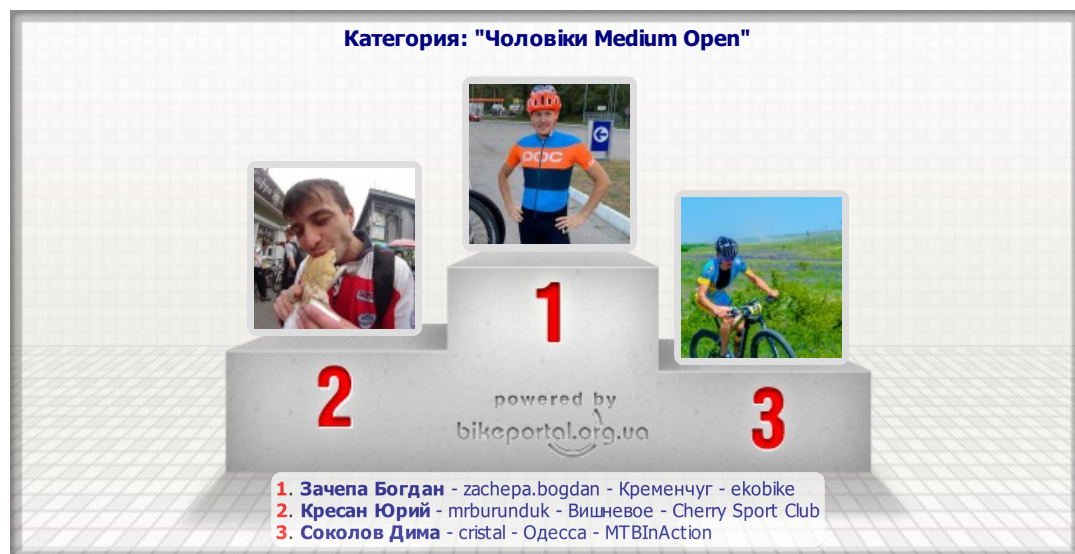 Категория: "Чоловіки Medium Open"
POC
1
2
3
powered by
bikeportal.org.ua
1. Зачепа Богдан - zachepa.bogdan - Кременчуг - ekobike
2. Кресан Юрий - mrburunduk - Вишневое - Cherry Sport Club
3. Соколов Дима - cristal - Одесса - MTBInAction